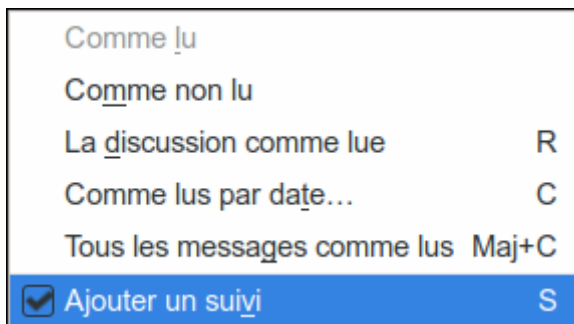 Comme lu
Comme non lu
La discussion comme lue R
Comme lus par date… C
Tous les messages comme lus Maj+C
Ajouter un suivi S